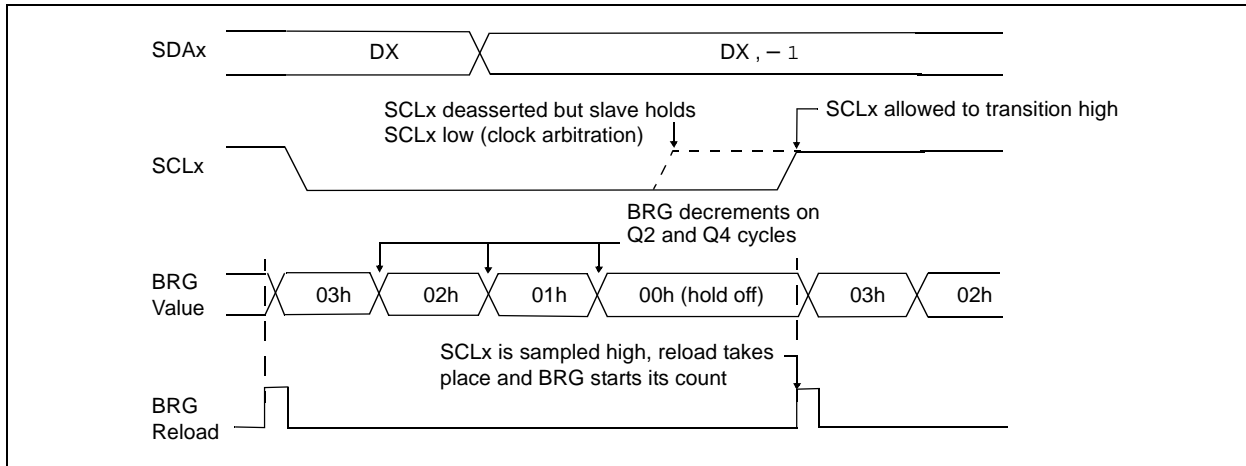 SDAx
DX
DX , – 1
SCLx deasserted but slave holds
SCLx low (clock arbitration)
SCLx allowed to transition high
SCLx
BRG decrements on
Q2 and Q4 cycles
BRG
Value
03h
02h
01h
00h (hold off)
03h
02h
SCLx is sampled high, reload takes
place and BRG starts its count
BRG
Reload